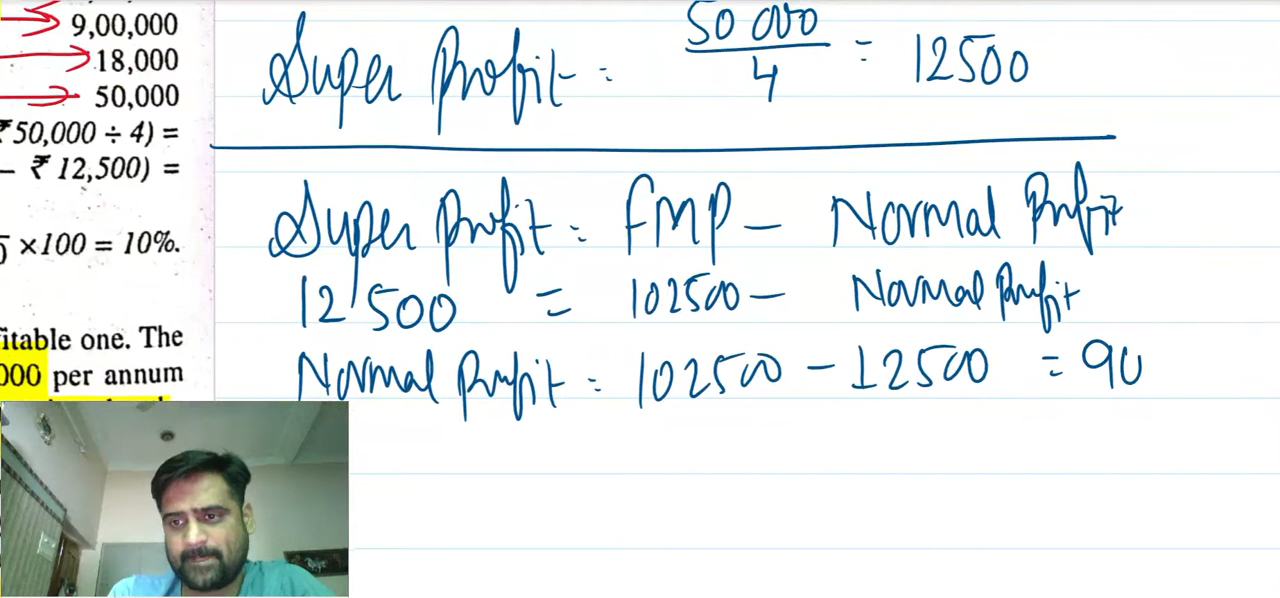 9,00,000
18,000
50,000
₹50,000 ÷ 4) =
– ₹ 12,500) =
×100 = 10%.
fitable one. The
000 per annum
Super Profit = 50 000 / 4 = 12500
Super Profit = FMP – Normal Profit
12500 = 102500 – Normal Profit
Normal Profit = 102500 – 12500 = 90